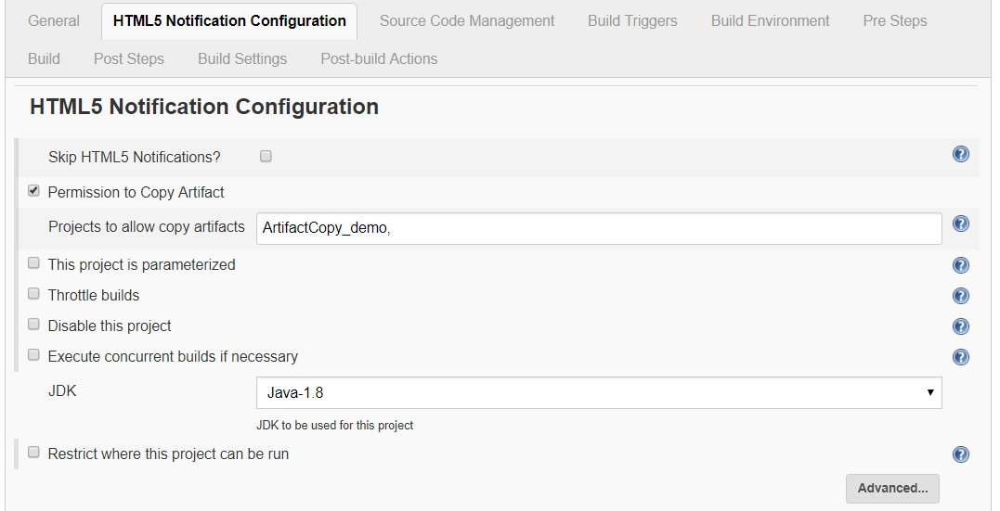 General HTML5 Notification Configuration Source Code Management Build Triggers Build Environment Pre Steps
Build Post Steps Build Settings Post-build Actions
HTML5 Notification Configuration
Skip HTML5 Notifications?
Permission to Copy Artifact
Projects to allow copy artifacts ArtifactCopy_demo,
This project is parameterized
Throttle builds
Disable this project
Execute concurrent builds if necessary
JDK Java-1.8
JDK to be used for this project
Restrict where this project can be run
Advanced...